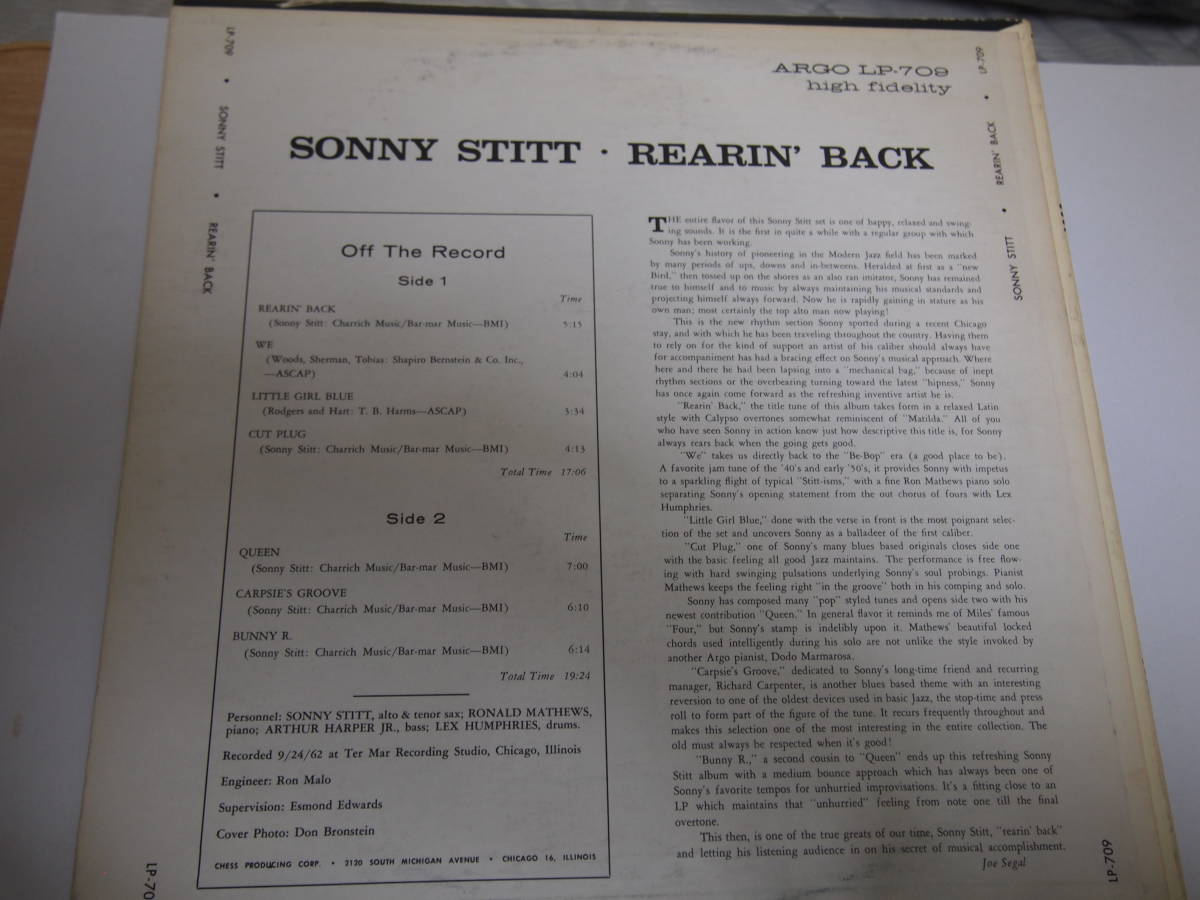 ARGO LP-709
high fidelity
SONNY STITT · REARIN' BACK
LP-709 • SONNY STITT • REARIN' BACK
Off The Record
Side 1
Time
REARIN' BACK
(Sonny Stitt: Charrich Music/Bar-mar Music—BMI) 5:15
WE
(Woods, Sherman, Tobias: Shapiro Bernstein & Co. Inc.,
—ASCAP) 4:04
LITTLE GIRL BLUE
(Rodgers and Hart: T. B. Harms—ASCAP) 3:34
CUT PLUG
(Sonny Stitt: Charrich Music/Bar-mar Music—BMI) 4:13
Total Time 17:06
Side 2
Time
QUEEN
(Sonny Stitt: Charrich Music/Bar-mar Music—BMI) 7:00
CARPSIE'S GROOVE
(Sonny Stitt: Charrich Music/Bar-mar Music—BMI) 6:10
BUNNY R.
(Sonny Stitt: Charrich Music/Bar-mar Music—BMI) 6:14
Total Time 19:24
Personnel: SONNY STITT, alto & tenor sax; RONALD MATHEWS,
piano; ARTHUR HARPER JR., bass; LEX HUMPHRIES, drums.
Recorded 9/24/62 at Ter Mar Recording Studio, Chicago, Illinois
Engineer: Ron Malo
Supervision: Esmond Edwards
Cover Photo: Don Bronstein
CHESS PRODUCING CORP. • 2120 SOUTH MICHIGAN AVENUE • CHICAGO 16, ILLINOIS
THE entire flavor of this Sonny Stitt set is one of happy, relaxed and swing-
ing sounds. It is the first in quite a while with a regular group with which
Sonny has been working.
Sonny's history of pioneering in the Modern Jazz field has been marked
by many periods of ups, downs and in-betweens. Heralded at first as a "new
Bird," then tossed up on the shores as an also ran imitator, Sonny has remained
true to himself and to music by always maintaining his musical standards and
projecting himself always forward. Now he is rapidly gaining in stature as his
own man; most certainly the top alto man now playing!
This is the new rhythm section Sonny sported during a recent Chicago
stay, and with which he has been traveling throughout the country. Having them
to rely on for the kind of support an artist of his caliber should always have
for accompaniment has had a bracing effect on Sonny's musical approach. Where
here and there he had been lapsing into a "mechanical bag," because of inept
rhythm sections or the overbearing turning toward the latest "hipness," Sonny
has once again come forward as the refreshing inventive artist he is.
"Rearin' Back," the title tune of this album takes form in a relaxed Latin
style with Calypso overtones somewhat reminiscent of "Matilda." All of you
who have seen Sonny in action know just how descriptive this title is, for Sonny
always rears back when the going gets good.
"We" takes us directly back to the "Be-Bop" era (a good place to be).
A favorite jam tune of the '40's and early '50's, it provides Sonny with impetus
to a sparkling flight of typical "Stitt-isms," with a fine Ron Mathews piano solo
separating Sonny's opening statement from the out chorus of fours with Lex
Humphries.
"Little Girl Blue," done with the verse in front is the most poignant selec-
tion of the set and uncovers Sonny as a balladeer of the first caliber.
"Cut Plug," one of Sonny's many blues based originals closes side one
with the basic feeling all good Jazz maintains. The performance is free flow-
ing with hard swinging pulsations underlying Sonny's soul probings. Pianist
Mathews keeps the feeling right "in the groove" both in his comping and solo.
Sonny has composed many "pop" styled tunes and opens side two with his
newest contribution "Queen." In general flavor it reminds me of Miles' famous
"Four," but Sonny's stamp is indelibly upon it. Mathews' beautiful locked
chords used intelligently during his solo are not unlike the style invoked by
another Argo pianist, Dodo Marmarosa.
"Carpsie's Groove," dedicated to Sonny's long-time friend and recurring
manager, Richard Carpenter, is another blues based theme with an interesting
reversion to one of the oldest devices used in basic Jazz, the stop-time and press
roll to form part of the figure of the tune. It recurs frequently throughout and
makes this selection one of the most interesting in the entire collection. The
old must always be respected when it's good!
"Bunny R.," a second cousin to "Queen" ends up this refreshing Sonny
Stitt album with a medium bounce approach which has always been one of
Sonny's favorite tempos for unhurried improvisations. It's a fitting close to an
LP which maintains that "unhurried" feeling from note one till the final
overtone.
This then, is one of the true greats of our time, Sonny Stitt, "rearin' back"
and letting his listening audience in on his secret of musical accomplishment.
Joe Segal
SONNY STITT • REARIN' BACK • LP-709
LP-70
LP-709